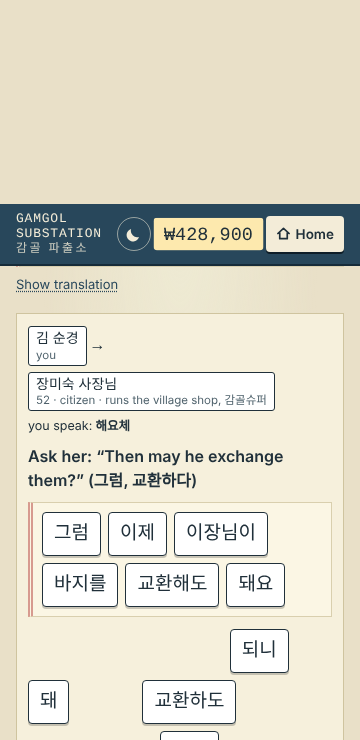 GAMGOL
SUBSTATION
감골 파출소
₩428,900
Home
Show translation
김 순경
you
→
장미숙 사장님
52 · citizen · runs the village shop, 감골슈퍼
you speak: 해요체
Ask her: “Then may he exchange
them?” (그럼, 교환하다)
그럼 이제 이장님이
바지를 교환해도 돼요
되니
돼 교환하도